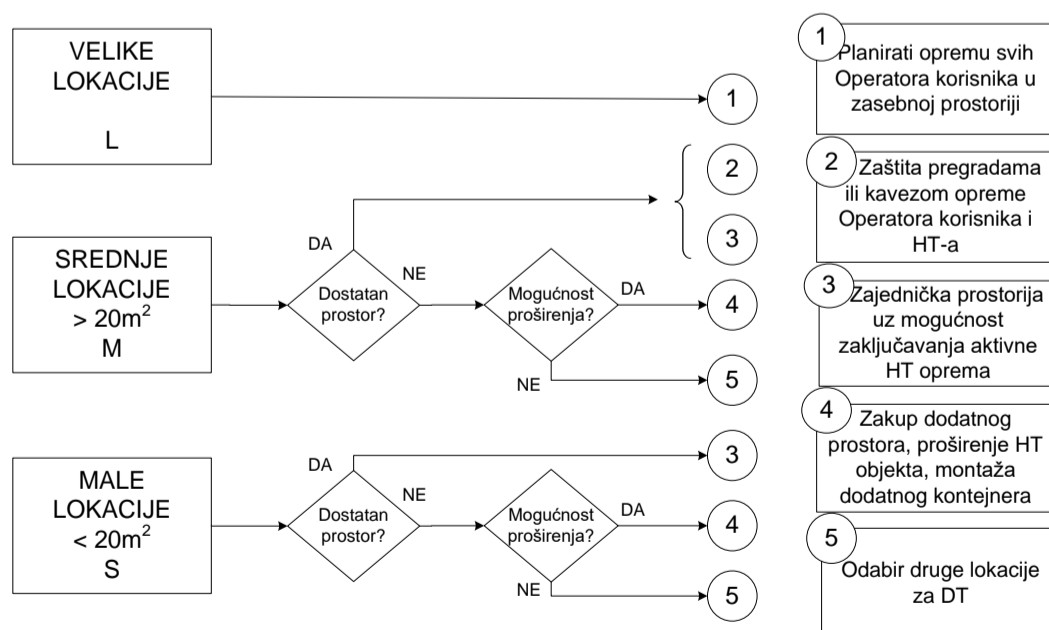 VELIKE
LOKACIJE
L
1
2
3
DA
SREDNJE
LOKACIJE
> 20m²
M
Dostatan
prostor?
NE
Mogućnost
proširenja?
DA
4
NE
5
MALE
LOKACIJE
< 20m²
S
DA
3
Dostatan
prostor?
NE
Mogućnost
proširenja?
DA
4
NE
5
1
Planirati opremu svih
Operatora korisnika u
zasebnoj prostoriji
2
Zaštita pregradama
ili kavezom opreme
Operatora korisnika i
HT-a
3
Zajednička prostorija
uz mogućnost
zaključavanja aktivne
HT oprema
4
Zakup dodatnog
prostora, proširenje HT
objekta, montaža
dodatnog kontejnera
5
Odabir druge lokacije
za DT